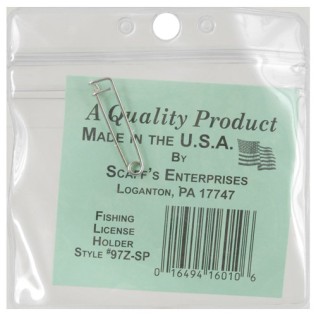 A Quality Product
MADE IN THE U.S.A.
BY
SCAFF'S ENTERPRISES
LOGANTON, PA 17747
FISHING
LICENSE
HOLDER
STYLE #97Z-SP
0 16494 16010 6